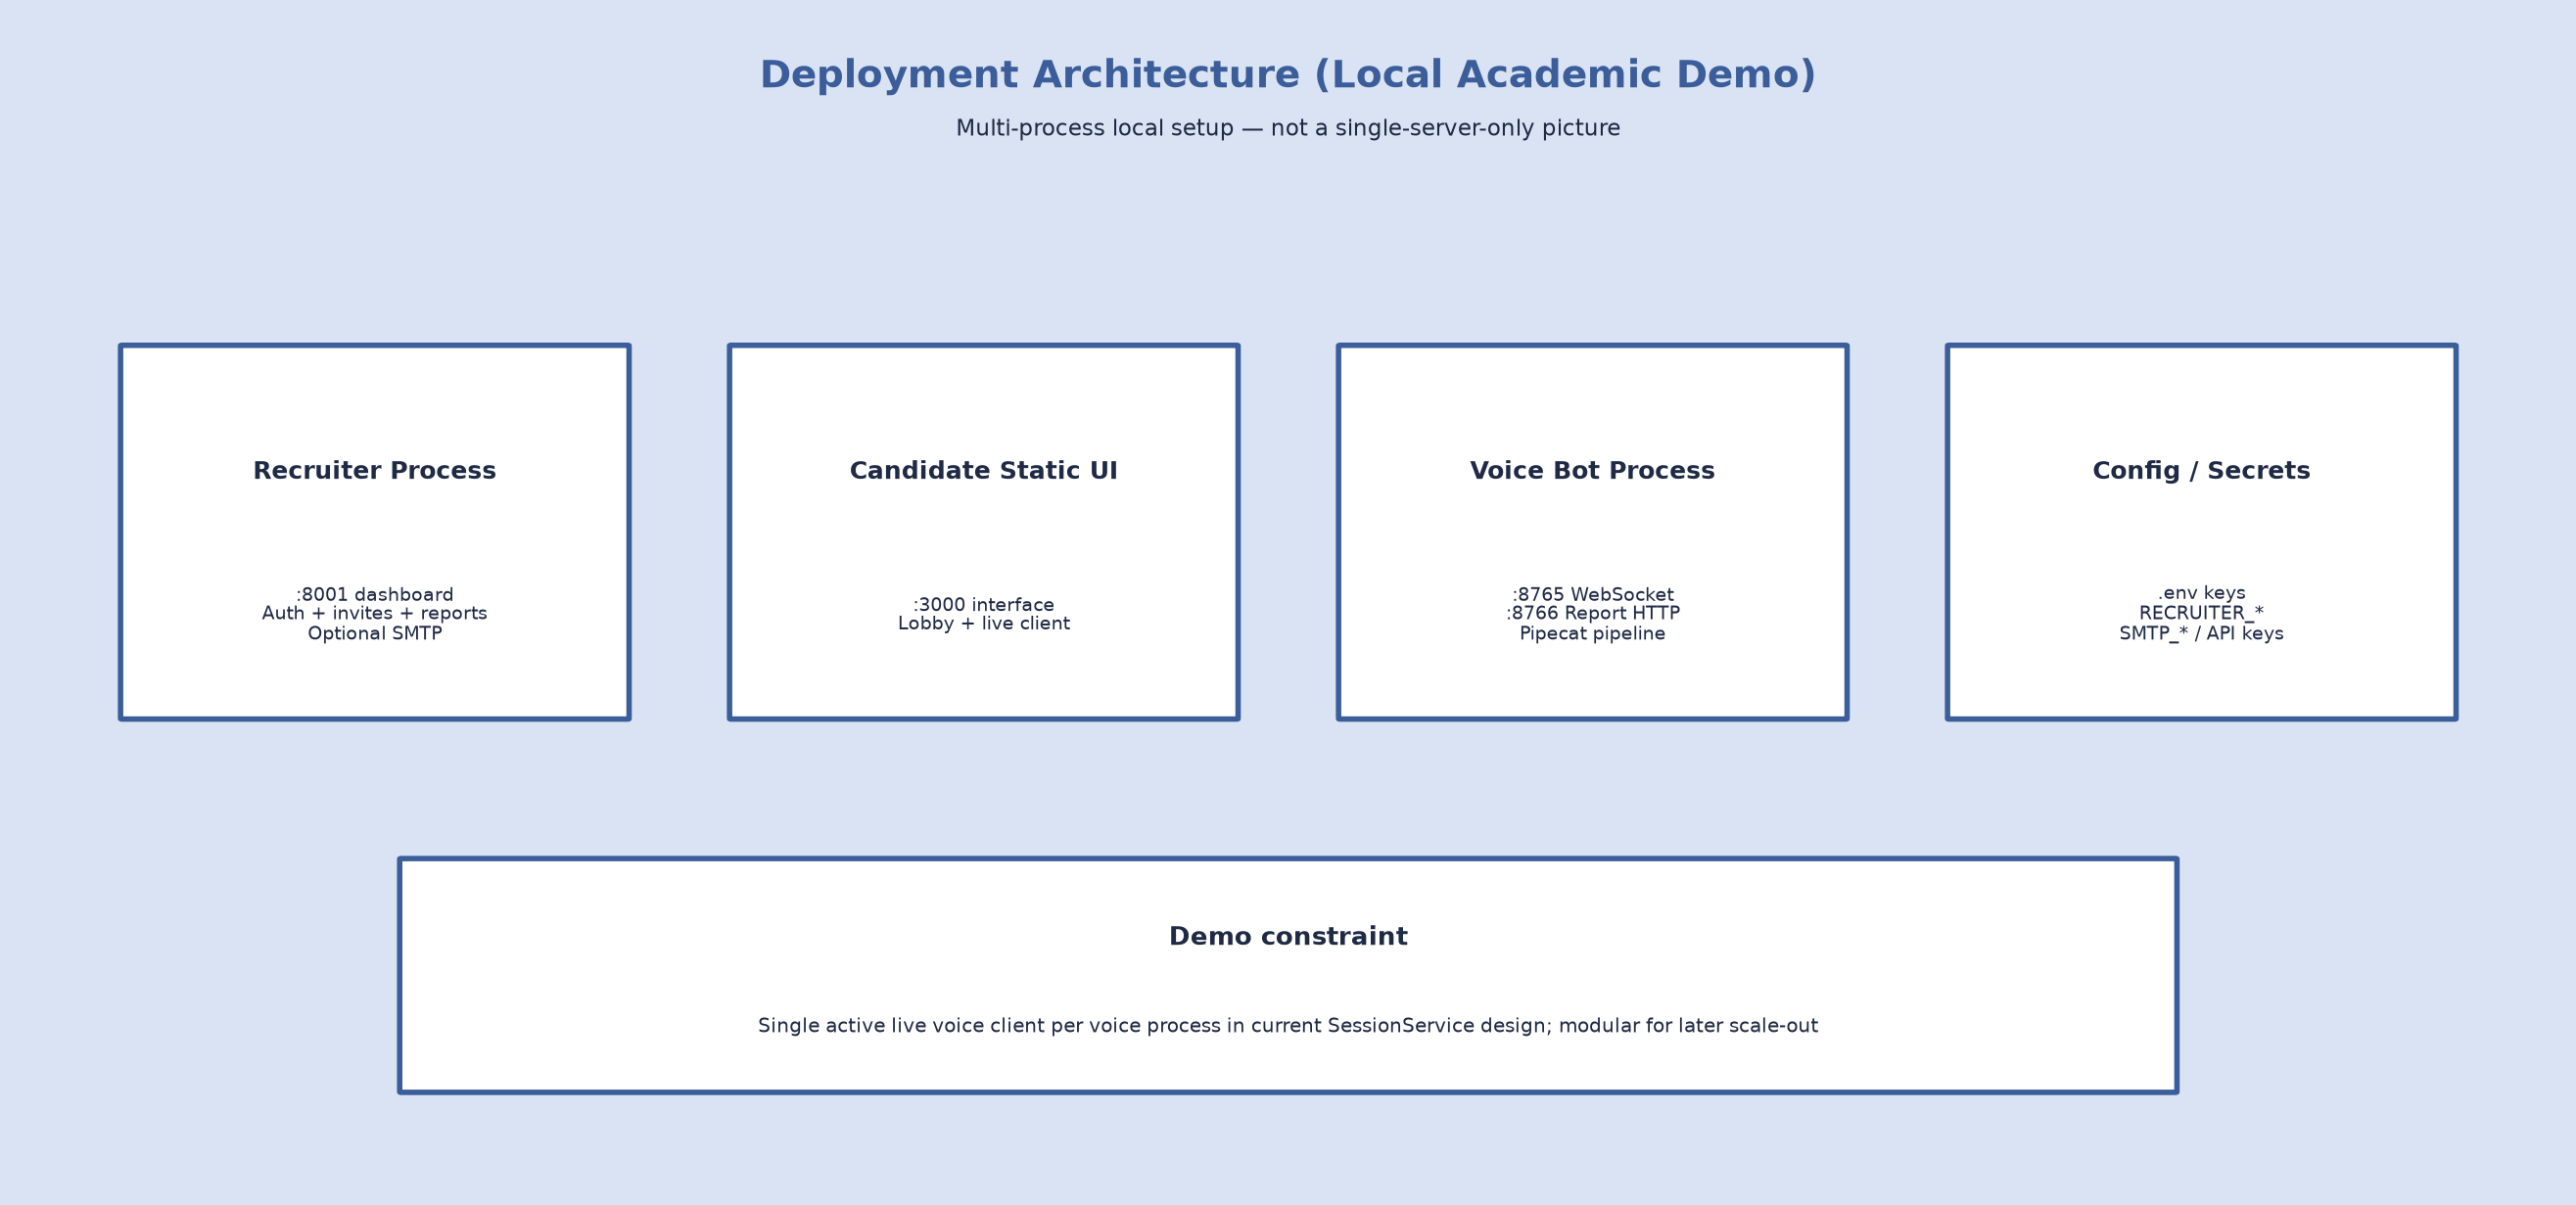 Deployment Architecture (Local Academic Demo)
Multi-process local setup — not a single-server-only picture
Recruiter Process
:8001 dashboard
Auth + invites + reports
Optional SMTP
Candidate Static UI
:3000 interface
Lobby + live client
Voice Bot Process
:8765 WebSocket
:8766 Report HTTP
Pipecat pipeline
Config / Secrets
.env keys
RECRUITER_*
SMTP_* / API keys
Demo constraint
Single active live voice client per voice process in current SessionService design; modular for later scale-out